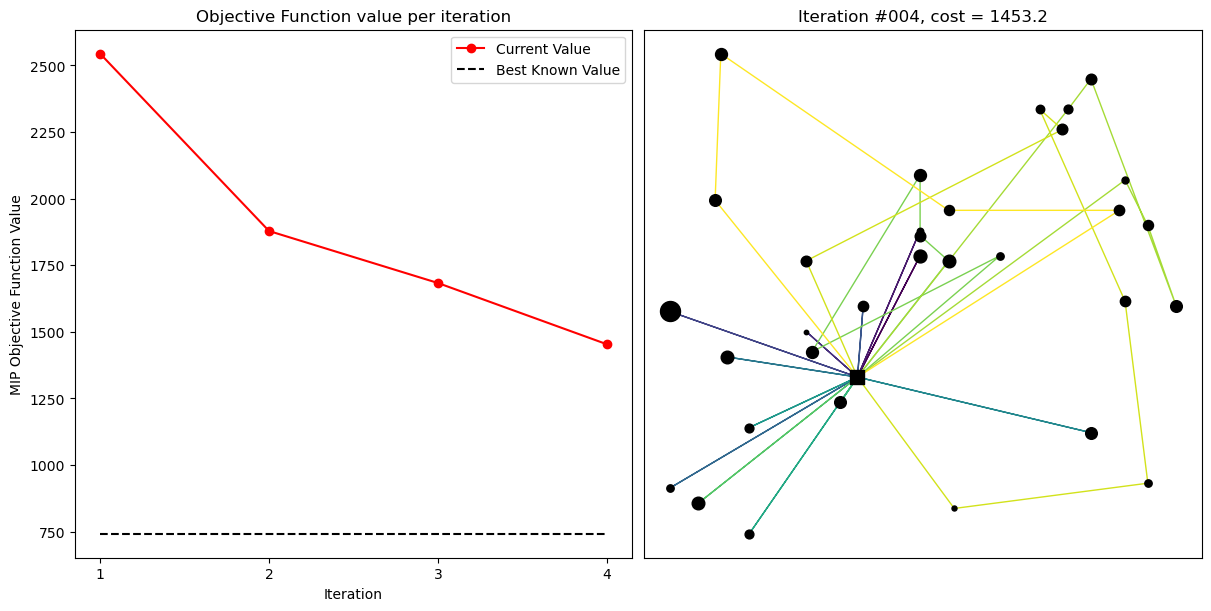 Objective Function value per iteration
Current Value
Best Known Value
2500
2250
2000
1750
1500
1250
1000
750
MIP Objective Function Value
1 2 3 4
Iteration
Iteration #004, cost = 1453.2